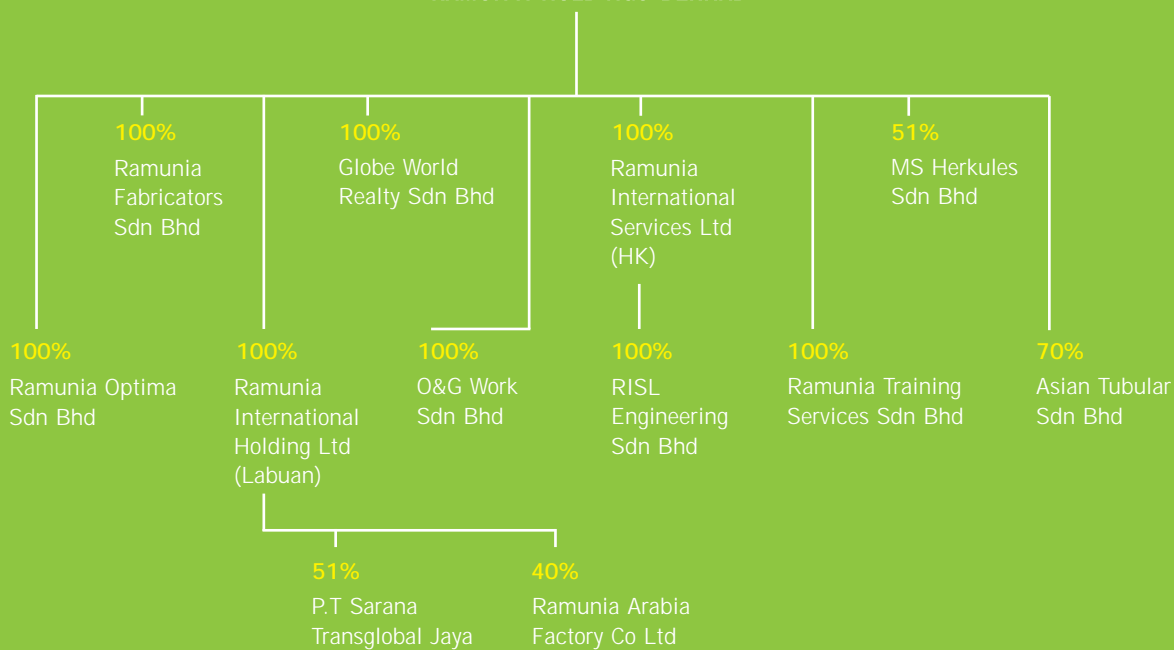 100%
Ramunia
Fabricators
Sdn Bhd
100%
Globe World
Realty Sdn Bhd
100%
Ramunia
International
Services Ltd
(HK)
51%
MS Herkules
Sdn Bhd
100%
Ramunia Optima
Sdn Bhd
100%
Ramunia
International
Holding Ltd
(Labuan)
100%
O&G Work
Sdn Bhd
100%
RISL
Engineering
Sdn Bhd
100%
Ramunia Training
Services Sdn Bhd
70%
Asian Tubular
Sdn Bhd
51%
P.T Sarana
Transglobal Jaya
40%
Ramunia Arabia
Factory Co Ltd